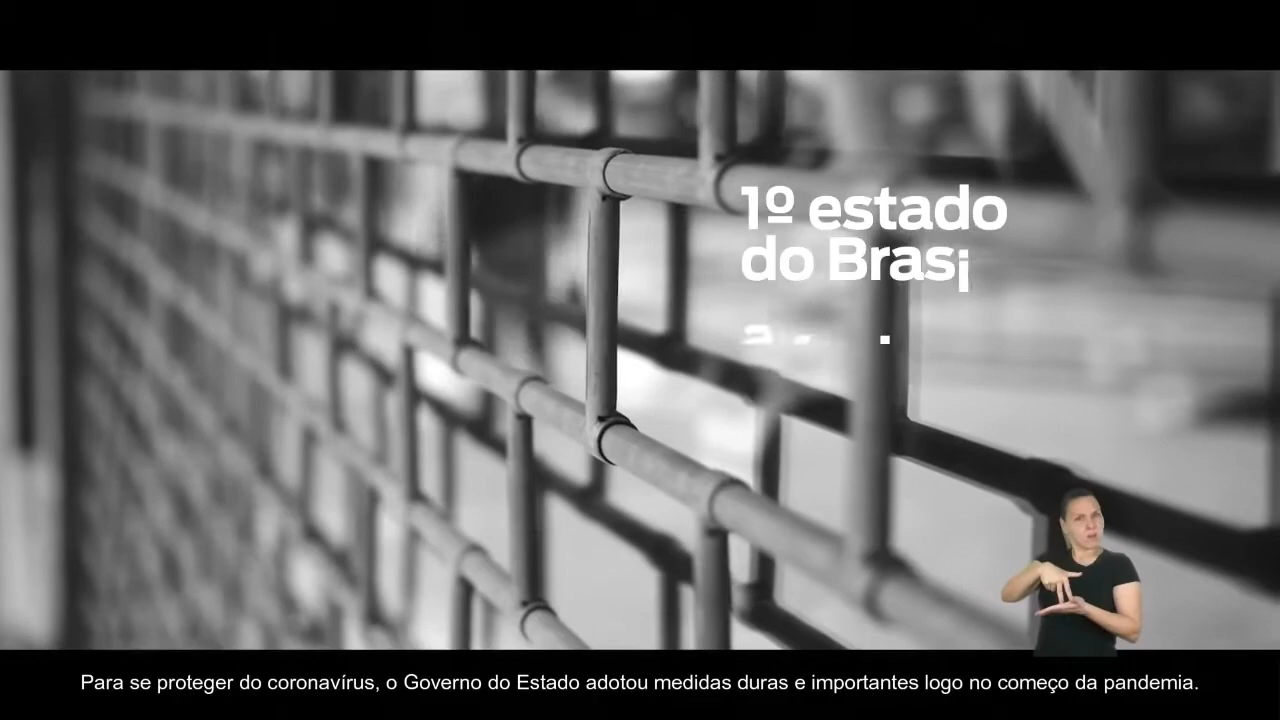 1º estado
do Bras
Para se proteger do coronavírus, o Governo do Estado adotou medidas duras e importantes logo no começo da pandemia.